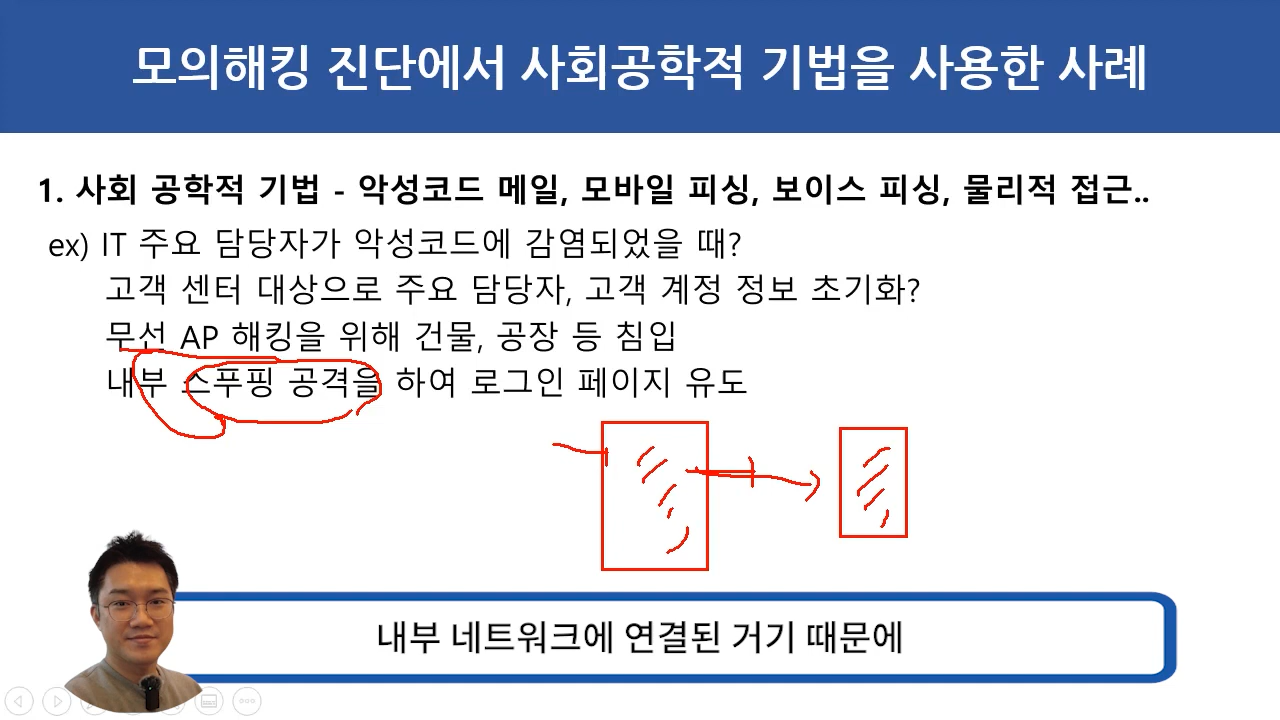 모의해킹 진단에서 사회공학적 기법을 사용한 사례
1. 사회 공학적 기법 - 악성코드 메일, 모바일 피싱, 보이스 피싱, 물리적 접근..
ex) IT 주요 담당자가 악성코드에 감염되었을 때?
고객 센터 대상으로 주요 담당자, 고객 계정 정보 초기화?
무선 AP 해킹을 위해 건물, 공장 등 침입
내부 스푸핑 공격을 하여 로그인 페이지 유도
내부 네트워크에 연결된 거기 때문에